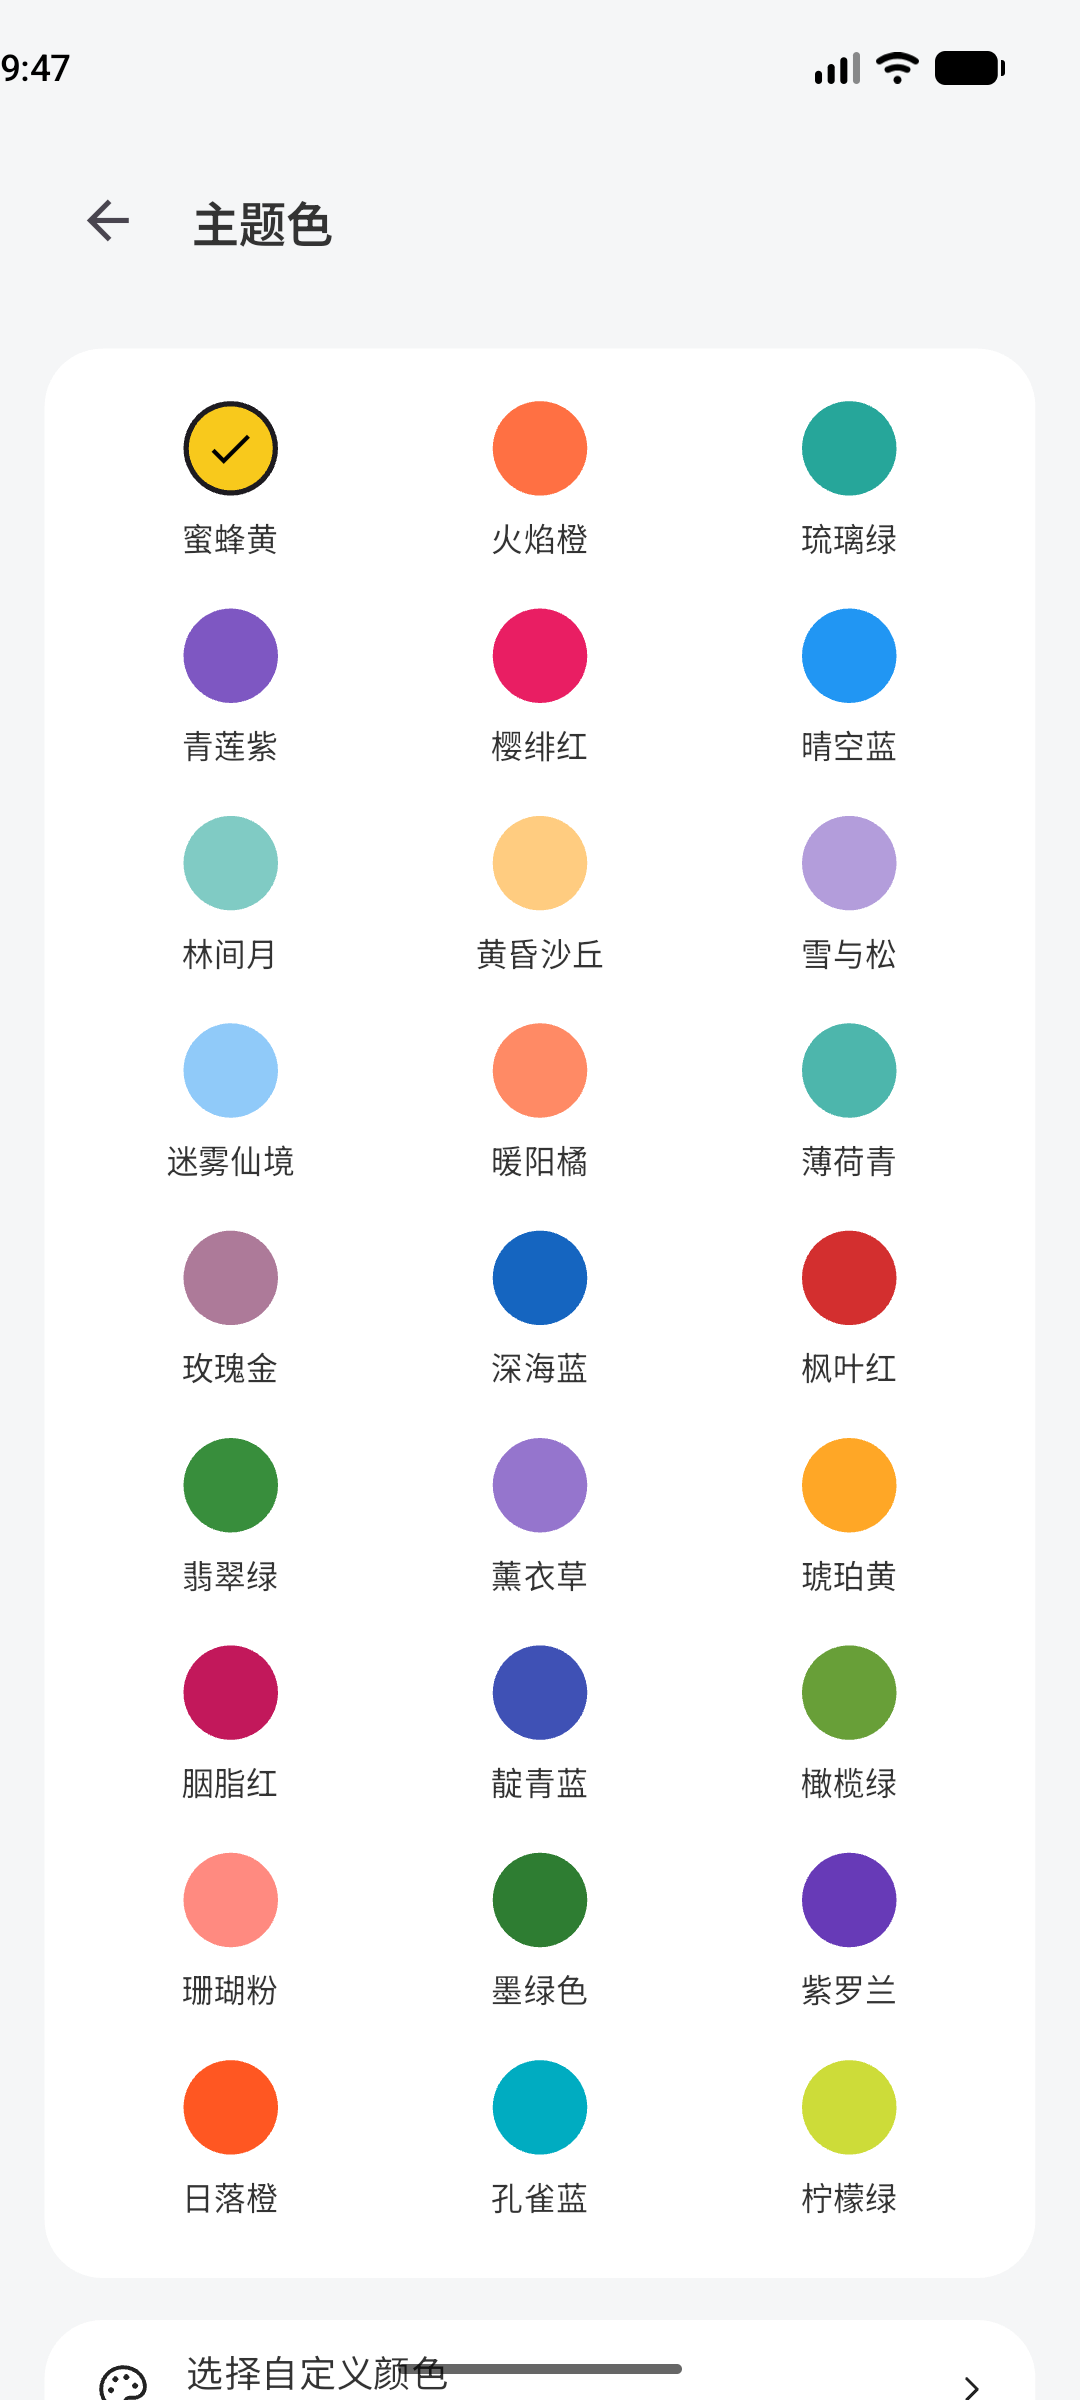 9:47
主题色
蜜蜂黄
火焰橙
琉璃绿
青莲紫
樱绯红
晴空蓝
林间月
黄昏沙丘
雪与松
迷雾仙境
暖阳橘
薄荷青
玫瑰金
深海蓝
枫叶红
翡翠绿
薰衣草
琥珀黄
胭脂红
靛青蓝
橄榄绿
珊瑚粉
墨绿色
紫罗兰
日落橙
孔雀蓝
柠檬绿
选择自定义颜色